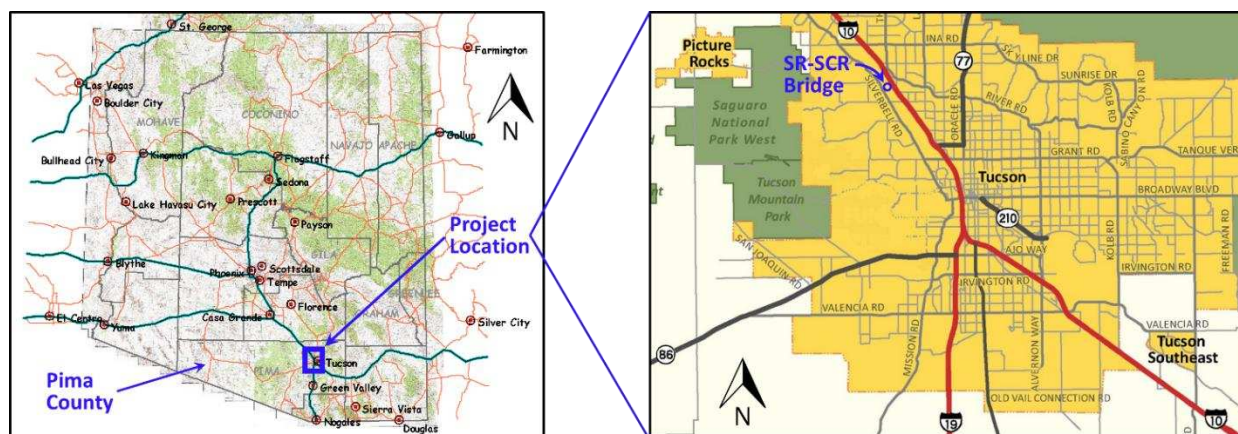 St. George
Farmington
Las Vegas
Boulder City
MOHAVE
COCONINO
N
NAVAJO
APACHE
Gallup
Bullhead City
Kingman
Flagstaff
Sedona
Lake Havasu City
Prescott
Payson
Project
Location
GILA
Blythe
Phoenix
Scottsdale
Tempe
Florence
El Centro
Yuma
Casa Grande
Silver City
Tucson
Pima
County
PIMA
Green Valley
Sierra Vista
Nogales
Douglas
10
Picture
Rocks
SR-SCR
Bridge
INA RD
77
SUNRISE DR
SILVERBELL RD
RIVER RD
ORACLE RD
KOLB RD
SABINO CANYON RD
Saguaro
National
Park West
GRANT RD
TANQUE VER
Tucson
Mountain
Park
Tucson
BROADWAY BLVD
210
AJO WAY
KOLB RD
FREEMAN RD
SAN JOAQUIN RD
IRVINGTON RD
IRVINGTON RD
VALENCIA RD
MISSION RD
ALVERNON WAY
VALENCIA RD
86
Tucson
Southeast
N
OLD VAIL CONNECTION RD
19
10